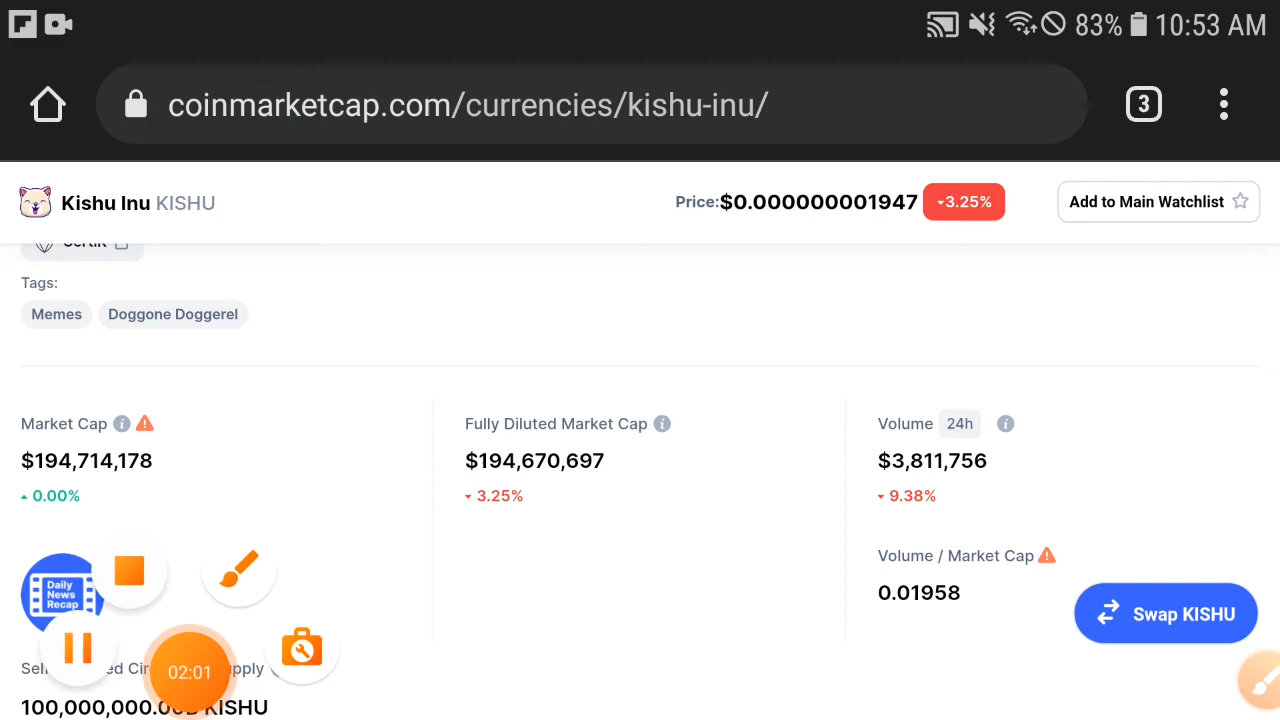 83% 10:53 AM
coinmarketcap.com/currencies/kishu-inu/
3
Kishu Inu KISHU
Price:$0.000000001947
3.25%
Add to Main Watchlist
CertiK
Tags:
Memes
Doggone Doggerel
Market Cap
$194,714,178
0.00%
Fully Diluted Market Cap
$194,670,697
3.25%
Volume 24h
$3,811,756
9.38%
Volume / Market Cap
0.01958
Daily
News
Recap
Swap KISHU
02:01
KISHU